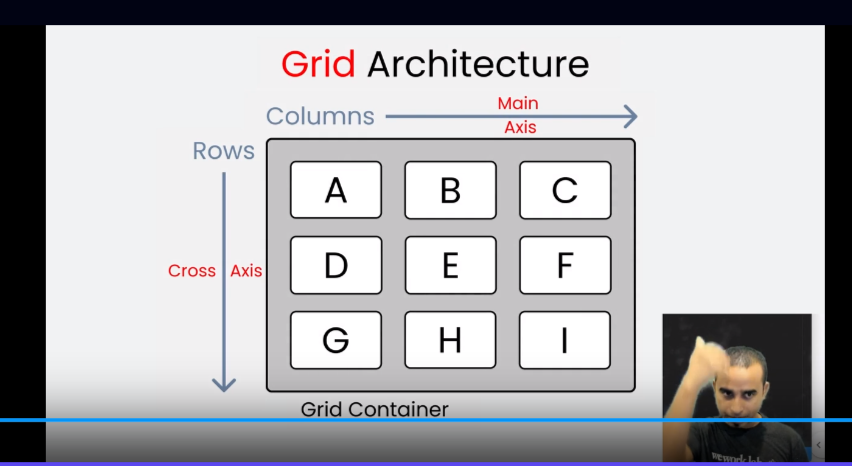 Grid Architecture
Columns
Main
Axis
Rows
A B C
Cross Axis
D E F
G H I
Grid Container